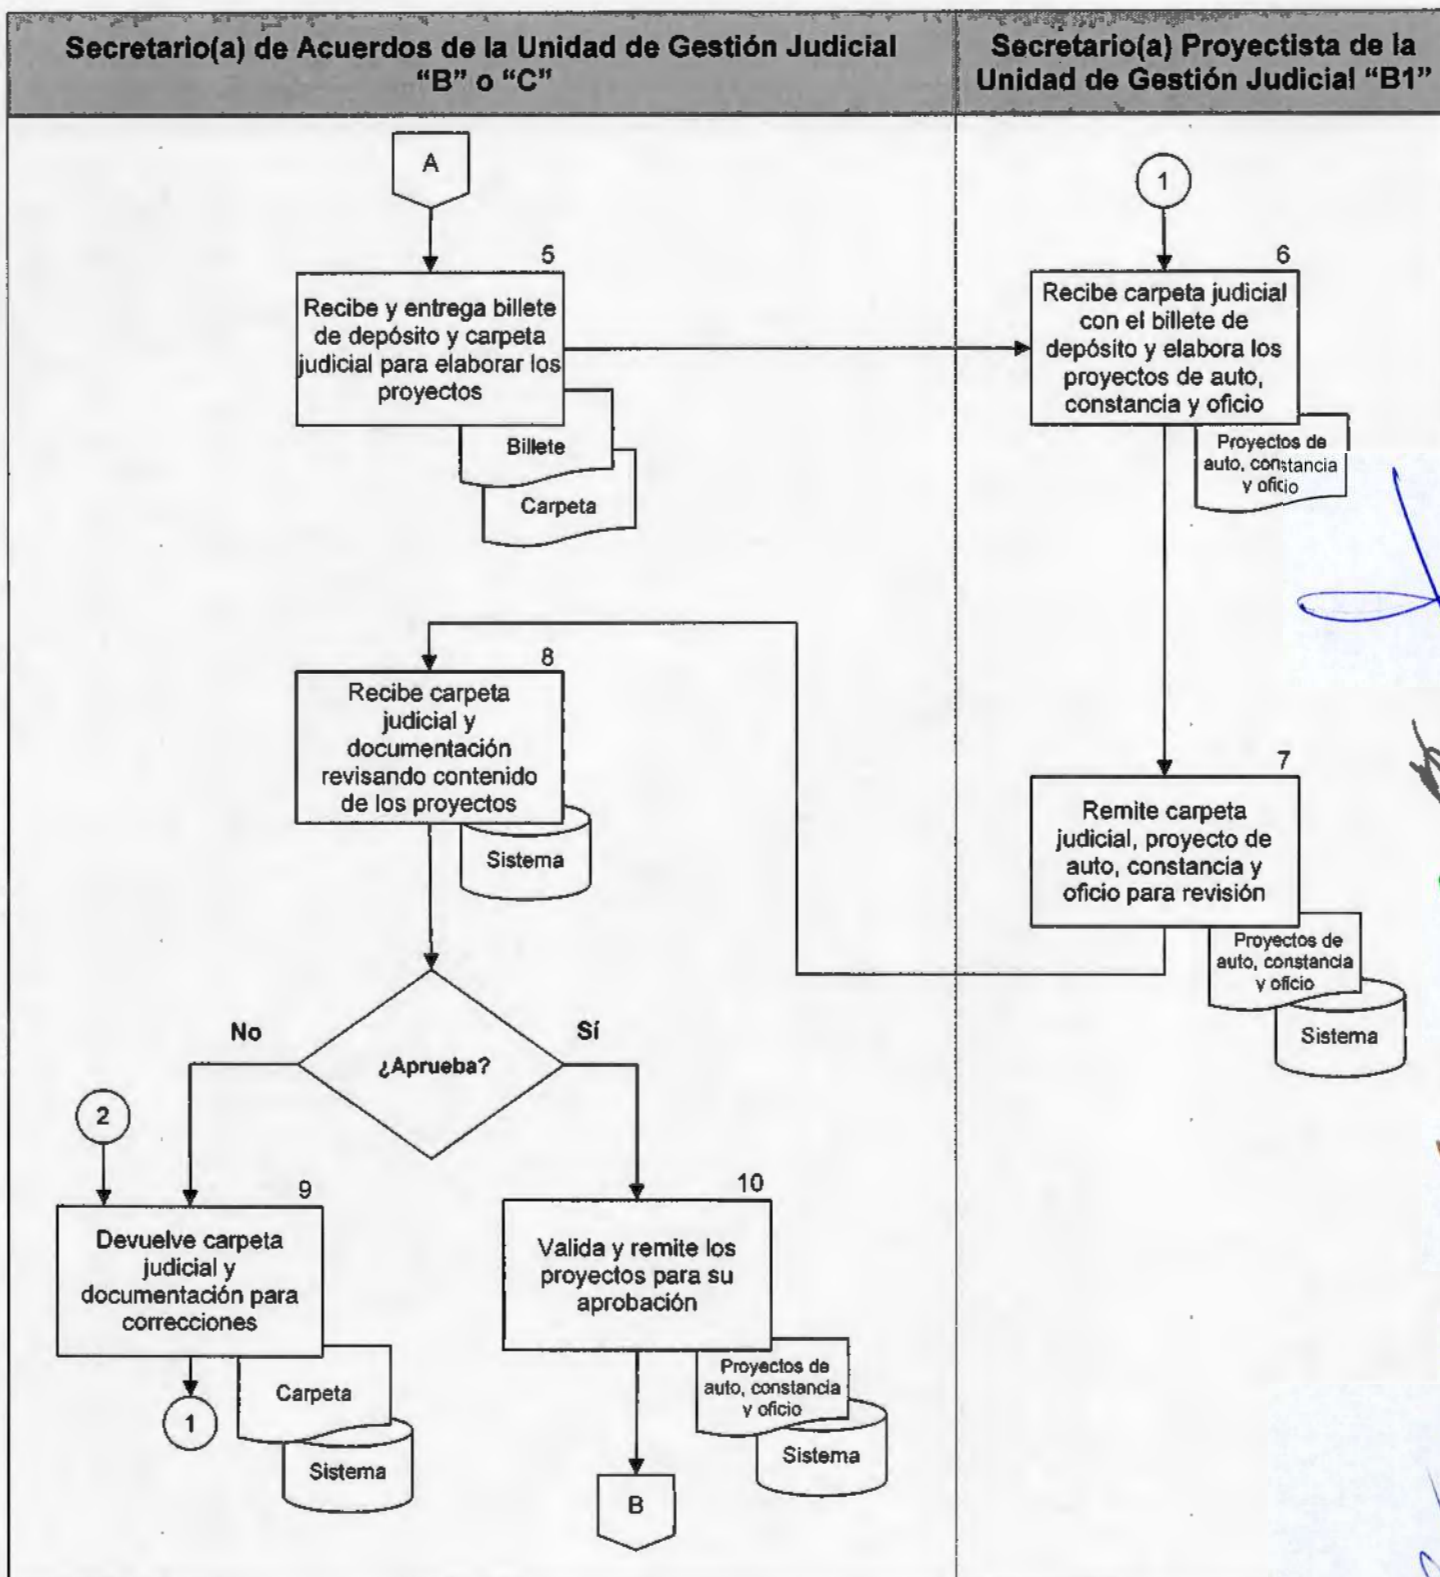 Secretario(a) de Acuerdos de la Unidad de Gestión Judicial
“B” o “C”
Secretario(a) Proyectista de la
Unidad de Gestión Judicial “B1”
A
5
Recibe y entrega billete
de depósito y carpeta
judicial para elaborar los
proyectos
Billete
Carpeta
1
6
Recibe carpeta judicial
con el billete de
depósito y elabora los
proyectos de auto,
constancia y oficio
Proyectos de
auto, constancia
y oficio
7
Remite carpeta
judicial, proyecto de
auto, constancia y
oficio para revisión
Proyectos de
auto, constancia
y oficio
Sistema
8
Recibe carpeta
judicial y
documentación
revisando contenido
de los proyectos
Sistema
¿Aprueba?
No
Sí
2
9
Devuelve carpeta
judicial y
documentación para
correcciones
Carpeta
Sistema
1
10
Valida y remite los
proyectos para su
aprobación
Proyectos de
auto, constancia
y oficio
Sistema
B